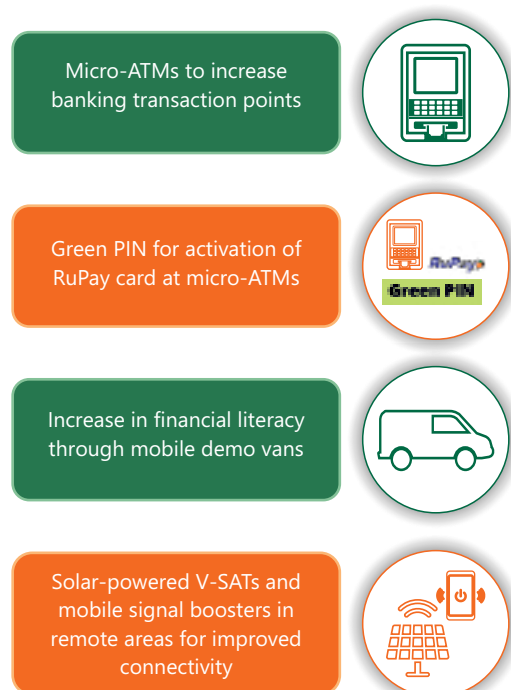 Micro-ATMs to increase
banking transaction points
Green PIN for activation of
RuPay card at micro-ATMs
RuPay
Green PIN
Increase in financial literacy
through mobile demo vans
Solar-powered V-SATs and
mobile signal boosters in
remote areas for improved
connectivity